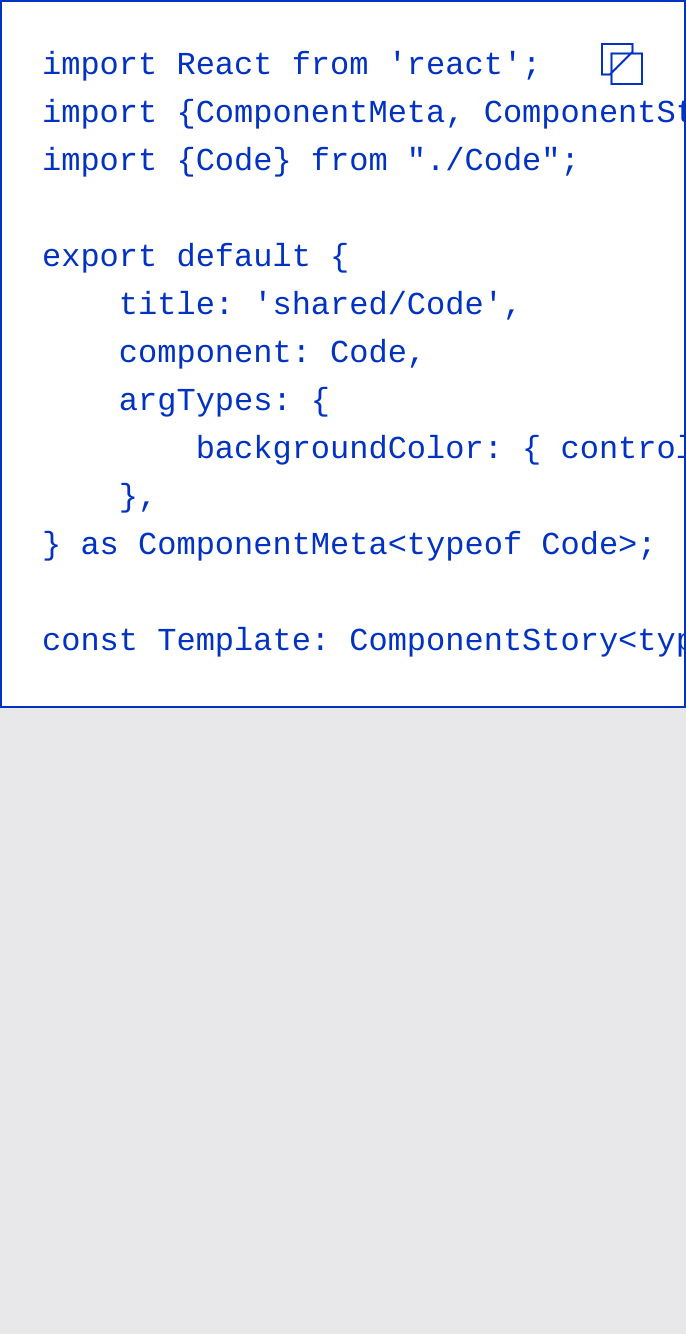 import React from 'react';
import {ComponentMeta, ComponentSt
import {Code} from "./Code";
export default {
    title: 'shared/Code',
    component: Code,
    argTypes: {
        backgroundColor: { control
    },
} as ComponentMeta<typeof Code>;
const Template: ComponentStory<typ